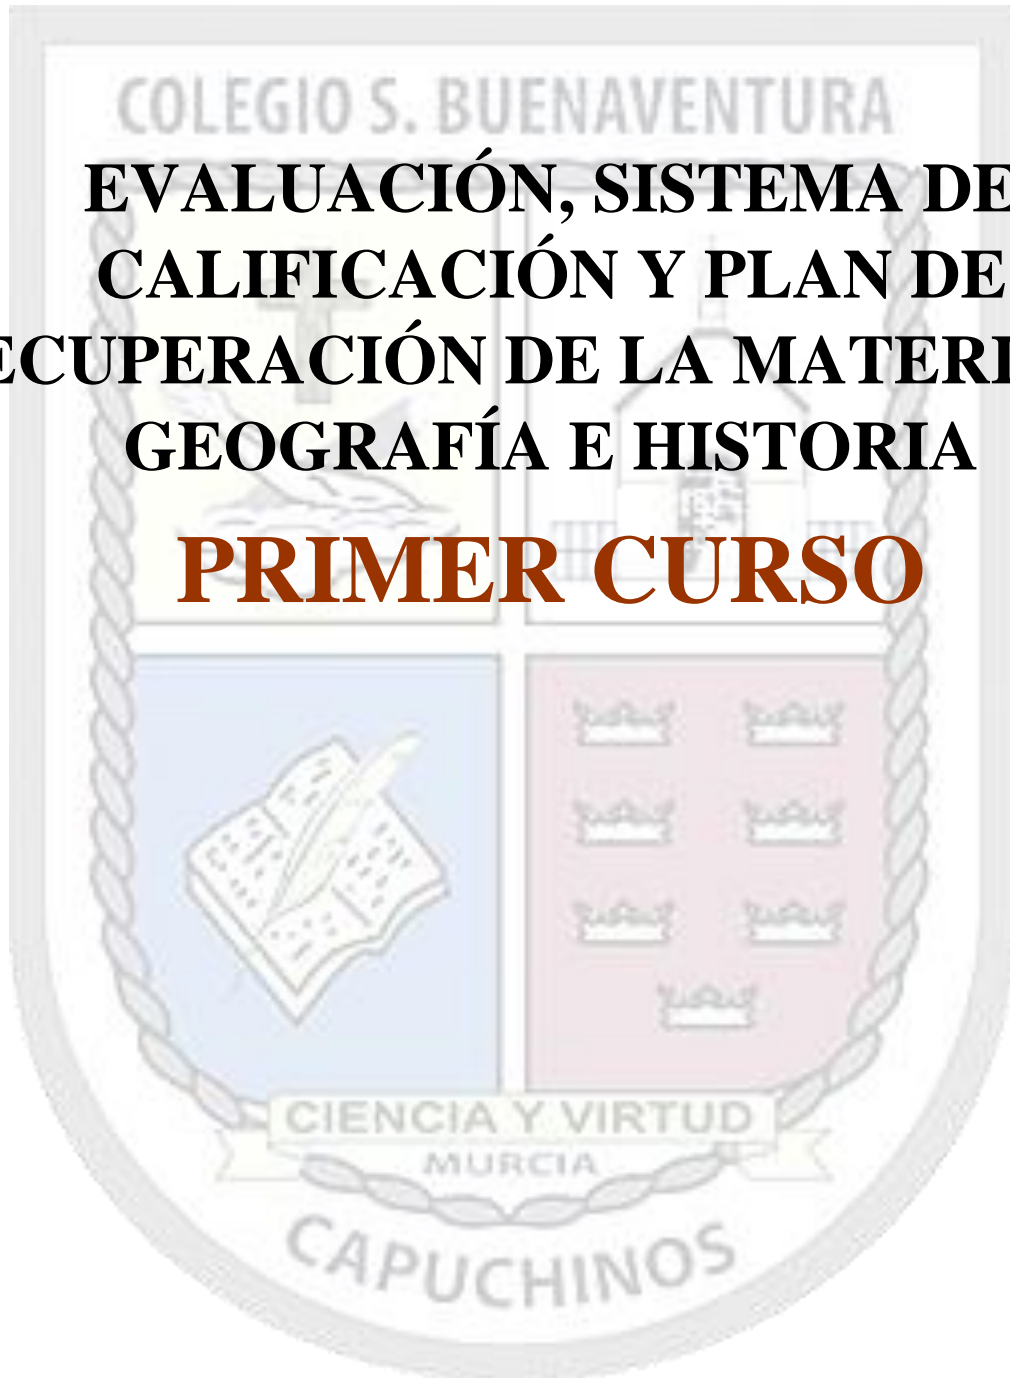 COLEGIO S. BUENAVENTURA
EVALUACIÓN, SISTEMA DE
CALIFICACIÓN Y PLAN DE
ECUPERACIÓN DE LA MATERI
GEOGRAFÍA E HISTORIA
PRIMER CURSO
CIENCIA Y VIRTUD
MURCIA
CAPUCHINOS